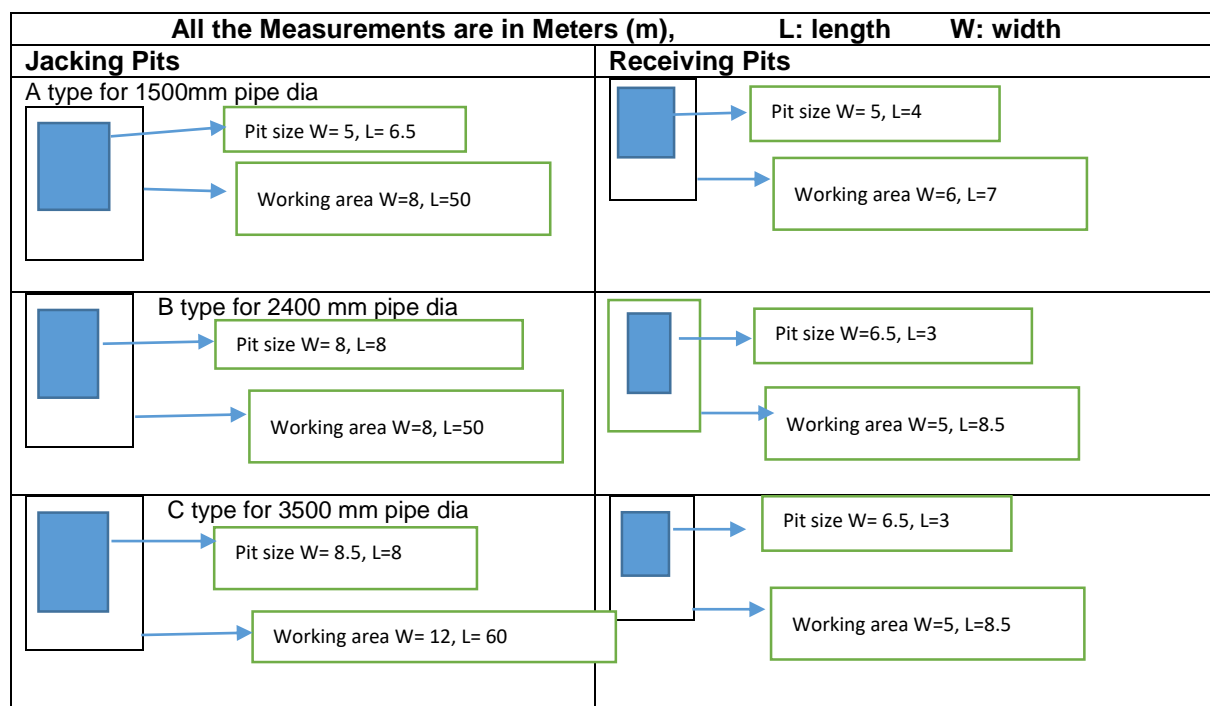 All the Measurements are in Meters (m), L: length W: width
Jacking Pits
Receiving Pits
A type for 1500mm pipe dia
Pit size W= 5, L= 6.5
Working area W=8, L=50
Pit size W= 5, L=4
Working area W=6, L=7
B type for 2400 mm pipe dia
Pit size W= 8, L=8
Working area W=8, L=50
Pit size W=6.5, L=3
Working area W=5, L=8.5
C type for 3500 mm pipe dia
Pit size W= 8.5, L=8
Working area W= 12, L= 60
Pit size W= 6.5, L=3
Working area W=5, L=8.5